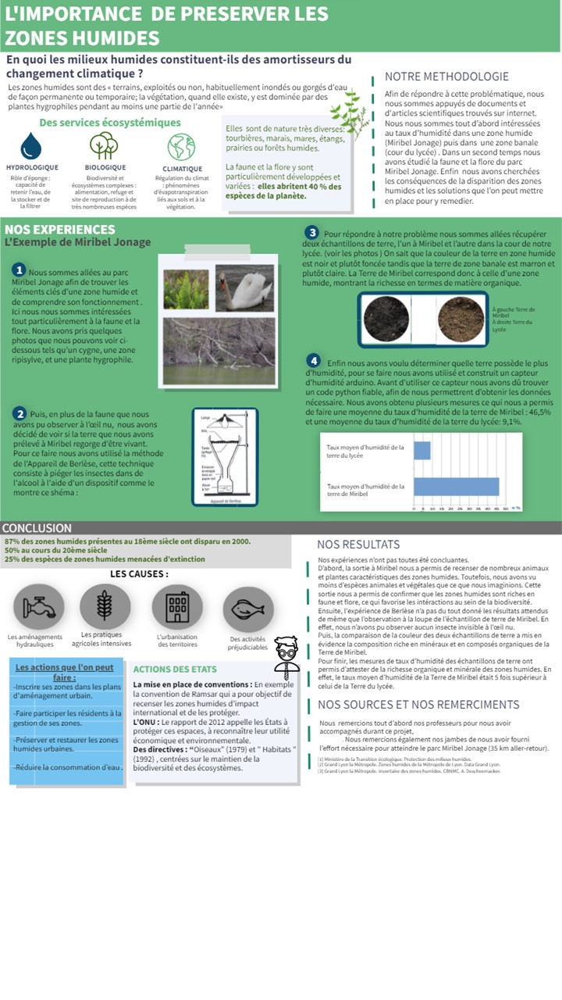 L'IMPORTANCE DE PRESERVER LES
ZONES HUMIDES
En quoi les milieux humides constituent-ils des amortisseurs du
changement climatique ?
Les zones humides sont des « terrains, exploités ou non, habituellement inondés ou gorgés d'eau
de façon permanente ou temporaire; la végétation, quand elle existe, y est dominée par des
plantes hygrophiles pendant au moins une partie de l'année»
Des services écosystémiques
HYDROLOGIQUE
Rôle d'éponge :
capacité de
retenir l'eau, de
la stocker et de
la filtrer
BIOLOGIQUE
Biodiversité et
écosystèmes complexes :
alimentation, refuge et
site de reproduction à de
très nombreuses espèces
CLIMATIQUE
Régulation du climat
: phénomènes
d'évapotranspiration
liés aux sols et à la
végétation.
Elles sont de nature très diverses:
tourbières, marais, mares, étangs,
prairies ou forêts humides.
La faune et la flore y sont
particulièrement développées et
variées : elles abritent 40 % des
espèces de la planète.
NOTRE METHODOLOGIE
Afin de répondre à cette problématique, nous
nous sommes appuyés de documents et
d'articles scientifiques trouvés sur internet.
Nous nous sommes tout d'abord intéressées
au taux d'humidité dans une zone humide
(Miribel Jonage) puis dans une zone banale
(cour du lycée) . Dans un second temps nous
avons étudié la faune et la flore du parc
Miribel Jonage. Enfin nous avons cherchées
les conséquences de la disparition des zones
humides et les solutions que l'on peut mettre
en place pour y remedier.
NOS EXPERIENCES
L'Exemple de Miribel Jonage
1 Nous sommes allées au parc
Miribel Jonage afin de trouver les
éléments clés d'une zone humide et
de comprendre son fonctionnement .
Ici nous nous sommes intéressées
tout particulièrement à la faune et la
flore. Nous avons pris quelques
photos que nous pouvons voir ci-
dessous tels qu'un cygne, une zone
ripisylve, et une plante hygrophile.
2 Puis, en plus de la faune que nous
avons pu observer à l'œil nu, nous avons
décidé de voir si la terre que nous avons
prélevé à Miribel regorge d'être vivant.
Pour ce faire nous avons utilisé la méthode
de l'Appareil de Berlèse, cette technique
consiste à piéger les insectes dans de
l'alcool à l'aide d'un dispositif comme le
montre ce shéma :
Appareil de Berlèse
3 Pour répondre à notre problème nous sommes allées récupérer
deux échantillons de terre, l'un à Miribel et l'autre dans la cour de notre
lycée. (voir les photos ) On sait que la couleur de la terre en zone humide
est noir et plutôt foncée tandis que la terre de zone banale est marron et
plutôt claire. La Terre de Miribel correspond donc à celle d'une zone
humide, montrant la richesse en termes de matière organique.
À gauche Terre de
Miribel
À droite Terre du
Lycée
4 Enfin nous avons voulu déterminer quelle terre possède le plus
d'humidité, pour se faire nous avons utilisé et construit un capteur
d'humidité arduino. Avant d'utiliser ce capteur nous avons dû trouver
un code python fiable, afin de nous permettrent d'obtenir les données
nécessaire. Nous avons obtenu plusieurs mesures ce qui nous a permis
de faire une moyenne du taux d'humidité de la terre de Miribel : 46,5%
et une moyenne du taux d'humidité de la terre du lycée: 9,1%.
Taux moyen d'humidité de la
terre du lycée
Taux moyen d'humidité de la
terre de Miribel
0 5 10 15 20 25 30 35 40 45 50 %
CONCLUSION
87% des zones humides présentes au 18ème siècle ont disparu en 2000.
50% au cours du 20ème siècle
25% des espèces de zones humides menacées d'extinction
LES CAUSES :
Les aménagements
hydrauliques
Les pratiques
agricoles intensives
L'urbanisation
des territoires
Des activités
préjudiciables
Les actions que l'on peut
faire :
-Inscrire ses zones dans les plans
d'aménagement urbain.
-Faire participer les résidents à la
gestion de ses zones.
-Préserver et restaurer les zones
humides urbaines.
-Réduire la consommation d'eau .
ACTIONS DES ETATS
La mise en place de conventions : En exemple
la convention de Ramsar qui a pour objectif de
recenser les zones humides d'impact
international et de les protéger.
L'ONU : Le rapport de 2012 appelle les États à
protéger ces espaces, à reconnaître leur utilité
économique et environnementale.
Des directives : “Oiseaux" (1979) et " Habitats "
(1992) , centrées sur le maintien de la
biodiversité et des écosystèmes.
NOS RESULTATS
Nos expériences n'ont pas toutes été concluantes.
D'abord, la sortie à Miribel nous a permis de recenser de nombreux animaux
et plantes caractéristiques des zones humides. Toutefois, nous avons vu
moins d'espèces animales et végétales que ce que nous imaginions. Cette
sortie nous a permis de confirmer que les zones humides sont riches en
faune et flore, ce qui favorise les intéractions au sein de la biodiversité.
Ensuite, l'expérience de Berlèse n'a pas du tout donné les résultats attendus
de même que l'observation à la loupe de l'échantillon de terre de Miribel. En
effet, nous n'avons pu observer aucun insecte invisible à l'œil nu.
Puis, la comparaison de la couleur des deux échantillons de terre a mis en
évidence la composition riche en minéraux et en composés organiques de la
Terre de Miribel.
Pour finir, les mesures de taux d'humidité des échantillons de terre ont
permis d'attester de la richesse organique et minérale des zones humides. En
effet, le taux moyen d'humidité de la Terre de Miribel était 5 fois supérieur à
celui de la Terre du lycée.
NOS SOURCES ET NOS REMERCIMENTS
Nous remercions tout d'abord nos professeurs pour nous avoir
accompagnés durant ce projet,
. Nous remercions également nos jambes de nous avoir fourni
l'effort nécessaire pour atteindre le parc Miribel Jonage (35 km aller-retour).
[1] Ministère de la Transition écologique. Protection des milieux humides.
[2] Grand Lyon la Métropole. Zones humides de la Métropole de Lyon. Data Grand Lyon.
[3] Grand Lyon la Métropole. Inventaire des zones humides. CBNMC, A. Descheemacker.